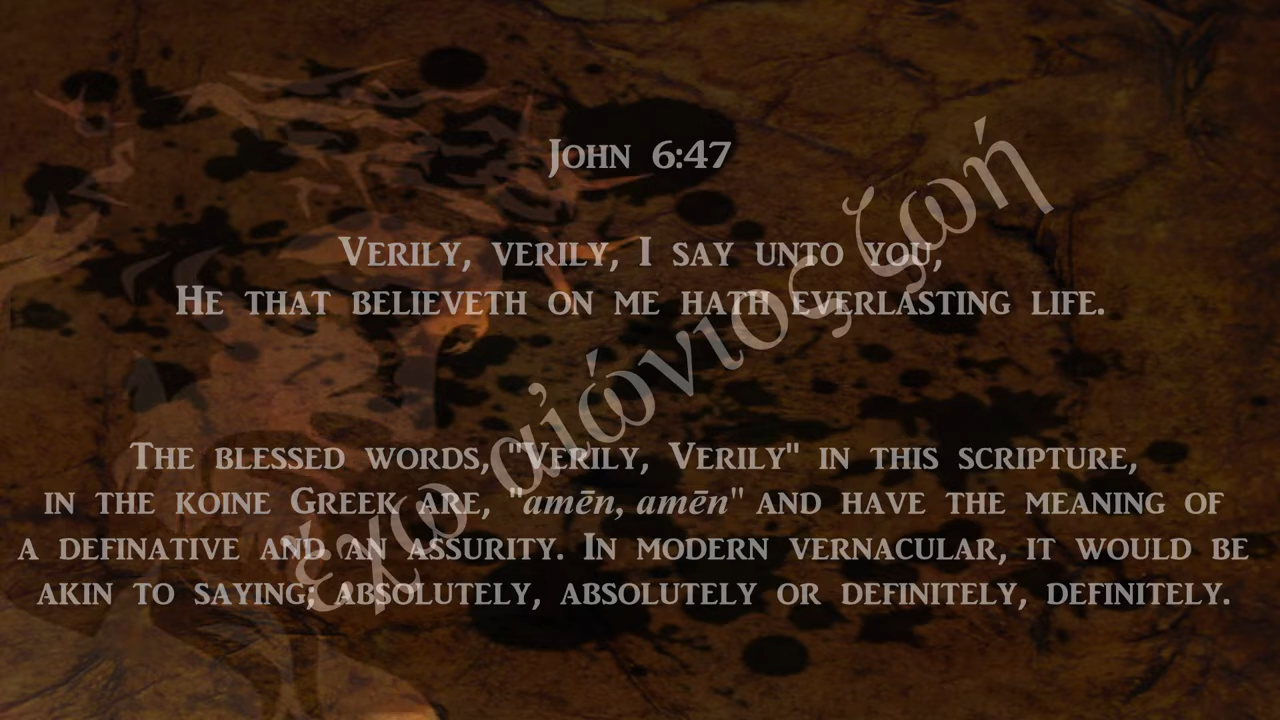 John 6:47
Verily, verily, I say unto you,
He that believeth on me hath everlasting life.
The blessed words, "Verily, Verily" in this scripture,
in the koine Greek are, "amēn, amēn" and have the meaning of
a definative and an assurity. In modern vernacular, it would be
akin to saying; absolutely, absolutely or definitely, definitely.
ἔχω αἰώνιος ζωή